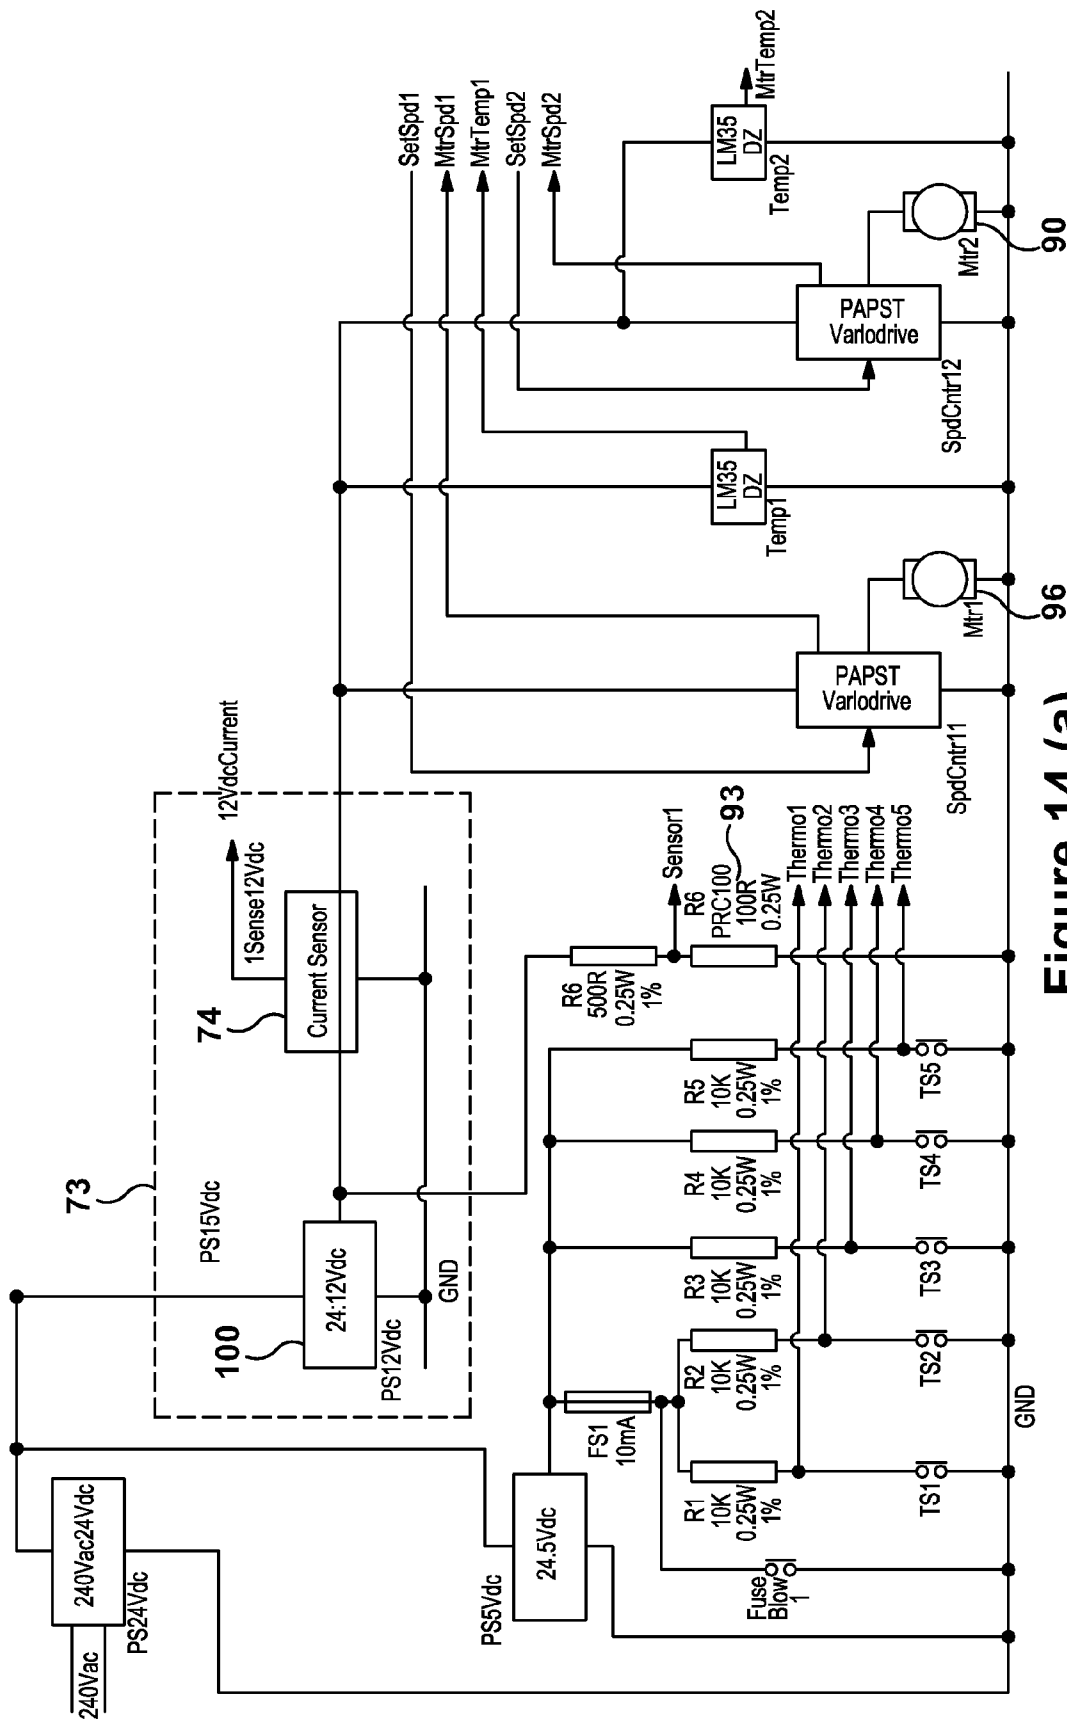 240Vac
240Vac24Vdc
PS24Vdc
73
PS15Vdc
100
24:12Vdc
PS12Vdc
GND
74
Current Sensor
1Sense12Vdc
12VdcCurrent
PS5Vdc
24.5Vdc
FS1
10mA
Fuse
Blow
1
R1
10K
0.25W
1%
R2
10K
0.25W
1%
R3
10K
0.25W
1%
R4
10K
0.25W
1%
R5
10K
0.25W
1%
R6
500R
0.25W
1%
R6
PRC100
100R
0.25W
93
Sensor1
Thermo1
Thermo2
Thermo3
Thermo4
Thermo5
TS1
TS2
TS3
TS4
TS5
GND
SetSpd1
MtrSpd1
MtrTemp1
SetSpd2
MtrSpd2
MtrTemp2
PAPST
Varlodrive
SpdCntr11
Mtr1
96
LM35
DZ
Temp1
PAPST
Varlodrive
SpdCntr12
Mtr2
90
LM35
DZ
Temp2
Figure 14 (a)